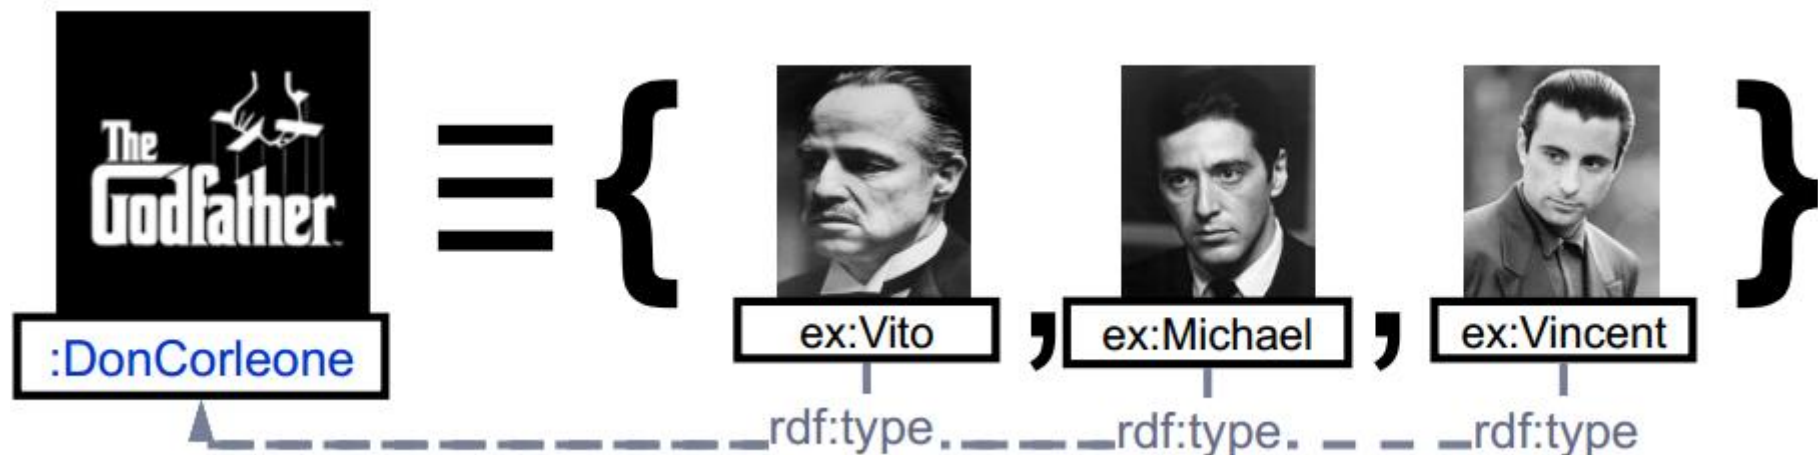 The
Godfather
≡ { , , }
:DonCorleone
ex:Vito
ex:Michael
ex:Vincent
rdf:type
rdf:type
rdf:type